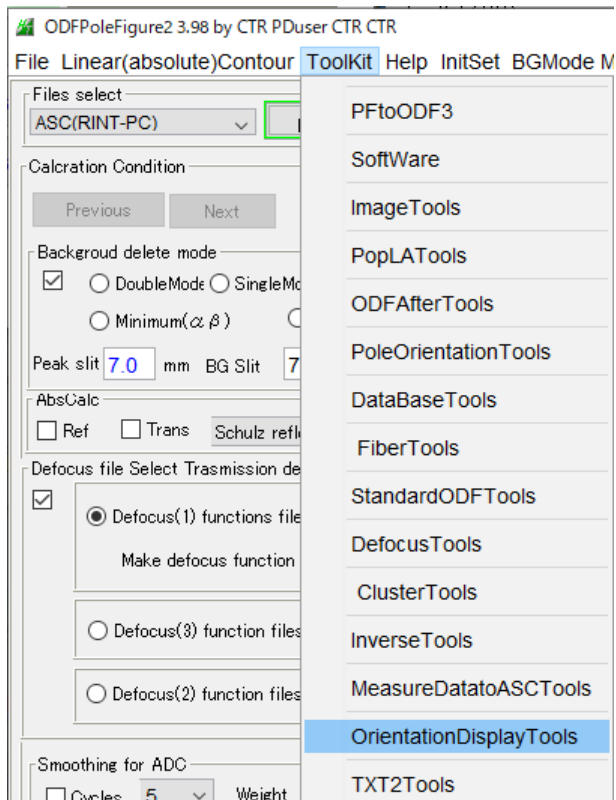 ODFPoleFigure2 3.98 by CTR PDuser CTR CTR
File Linear(absolute)Contour ToolKit Help InitSet BGMode
Files select
ASC(RINT-PC)
Calcration Condition
Previous Next
Backgroud delete mode
DoubleMode SingleMo
Minimum(αβ)
Peak slit 7.0 mm BG Slit 7
AbsCalc
Ref Trans Schulz refle
Defocus file Select Trasmission de
Defocus(1) functions file
Make defocus function
Defocus(3) function files
Defocus(2) function files
Smoothing for ADC
Cycles 5 Weight
PFtoODF3
SoftWare
ImageTools
PopLATools
ODFAfterTools
PoleOrientationTools
DataBaseTools
FiberTools
StandardODFTools
DefocusTools
ClusterTools
InverseTools
MeasureDatatoASCTools
OrientationDisplayTools
TXT2Tools